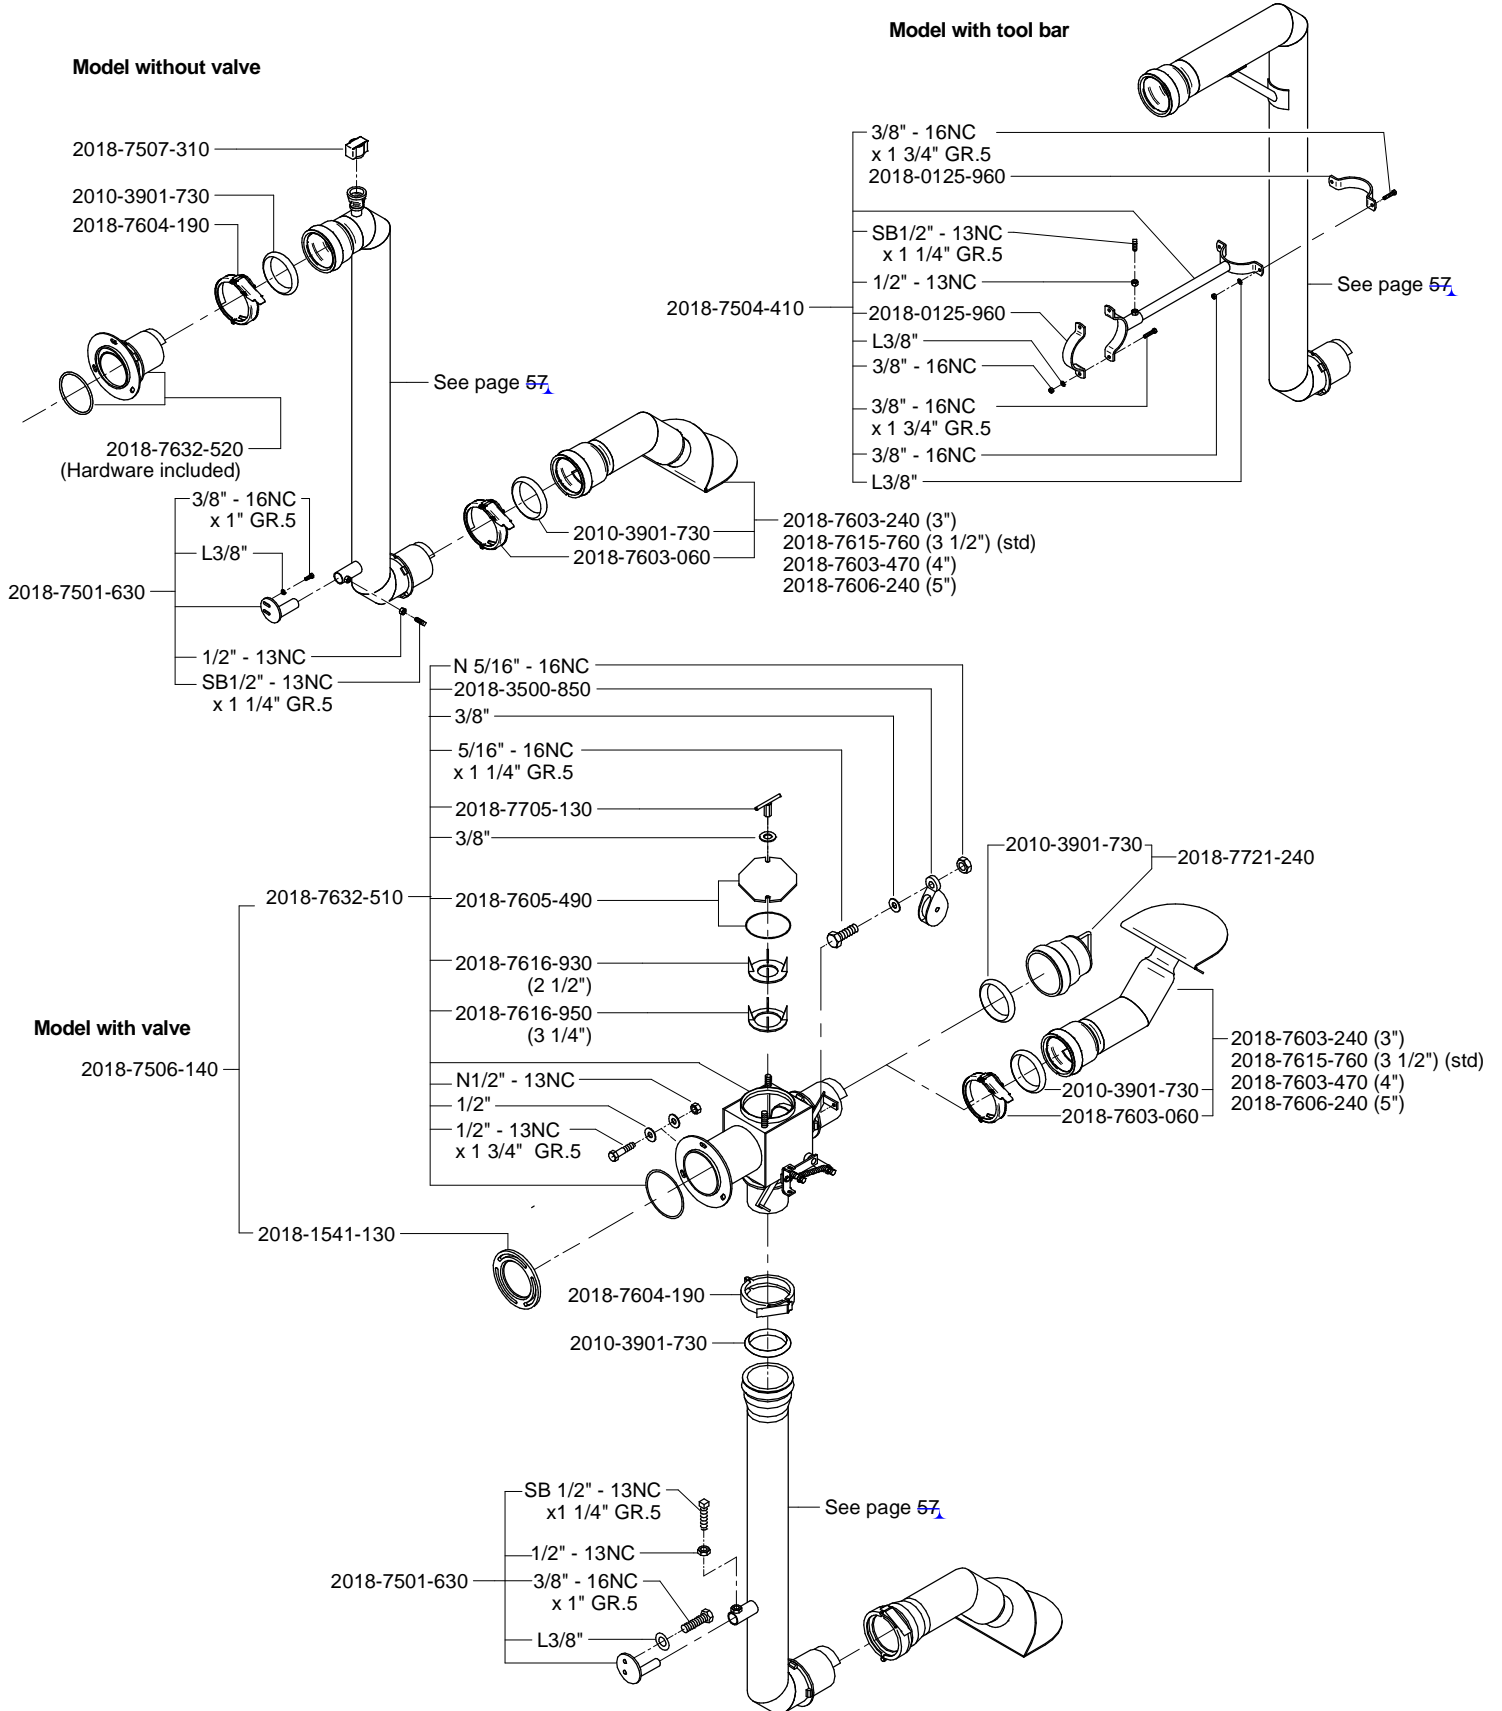 Model without valve
2018-7507-310
2010-3901-730
2018-7604-190
See page 57
2018-7632-520
(Hardware included)
3/8" - 16NC
x 1" GR.5
L3/8"
2018-7501-630
1/2" - 13NC
SB1/2" - 13NC
x 1 1/4" GR.5
2010-3901-730
2018-7603-060
2018-7603-240 (3")
2018-7615-760 (3 1/2") (std)
2018-7603-470 (4")
2018-7606-240 (5")
Model with tool bar
3/8" - 16NC
x 1 3/4" GR.5
2018-0125-960
SB1/2" - 13NC
x 1 1/4" GR.5
1/2" - 13NC
2018-7504-410
2018-0125-960
L3/8"
3/8" - 16NC
3/8" - 16NC
x 1 3/4" GR.5
3/8" - 16NC
L3/8"
See page 57
N 5/16" - 16NC
2018-3500-850
3/8"
5/16" - 16NC
x 1 1/4" GR.5
2018-7705-130
3/8"
2018-7632-510
2018-7605-490
2018-7616-930
(2 1/2")
2018-7616-950
(3 1/4")
Model with valve
2018-7506-140
N1/2" - 13NC
1/2"
1/2" - 13NC
x 1 3/4" GR.5
2018-1541-130
2010-3901-730
2018-7721-240
2018-7603-240 (3")
2018-7615-760 (3 1/2") (std)
2018-7603-470 (4")
2018-7606-240 (5")
2010-3901-730
2018-7603-060
2018-7604-190
2010-3901-730
SB 1/2" - 13NC
x1 1/4" GR.5
1/2" - 13NC
2018-7501-630
3/8" - 16NC
x 1" GR.5
L3/8"
See page 57